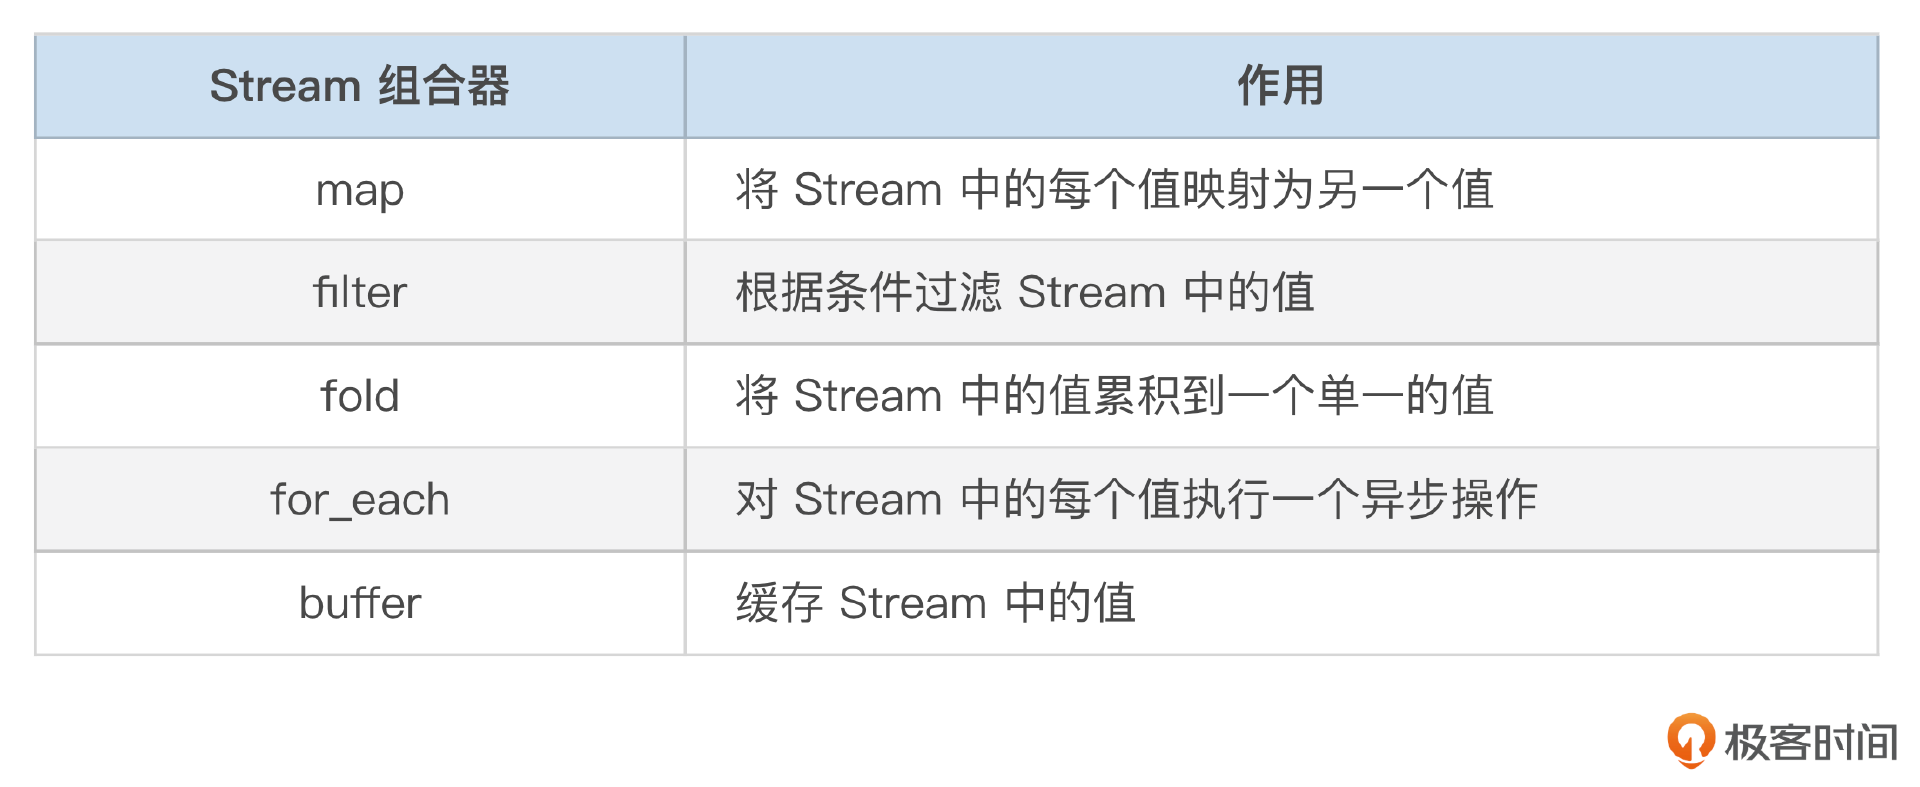 Stream 组合器 作用
map 将 Stream 中的每个值映射为另一个值
filter 根据条件过滤 Stream 中的值
fold 将 Stream 中的值累积到一个单一的值
for_each 对 Stream 中的每个值执行一个异步操作
buffer 缓存 Stream 中的值
极客时间